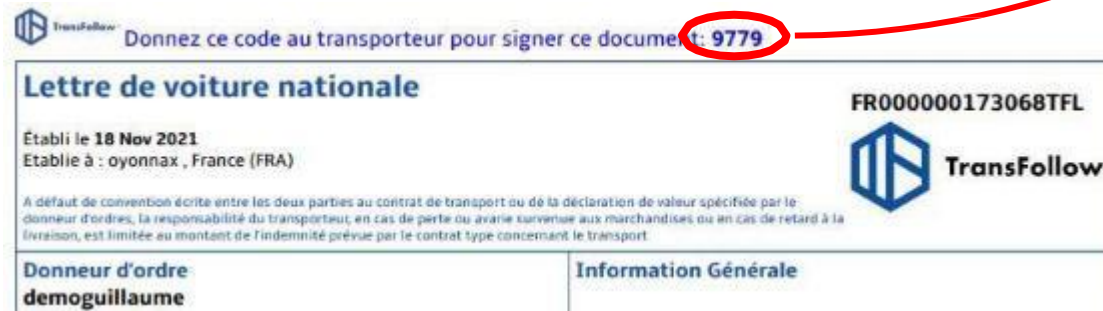 TransFollow
Donnez ce code au transporteur pour signer ce document: 9779
Lettre de voiture nationale
FR000000173068TFL
Établi le 18 Nov 2021
Etablie à : oyonnax , France (FRA)
TransFollow
A défaut de convention écrite entre les deux parties au contrat de transport ou de la déclaration de valeur spécifiée par le
donneur d'ordres, la responsabilité du transporteur, en cas de perte ou avarie survenue aux marchandises ou en cas de retard à la
livraison, est limitée au montant de l'indemnité prévue par le contrat type concernant le transport
Donneur d'ordre
Information Générale
demoguillaume